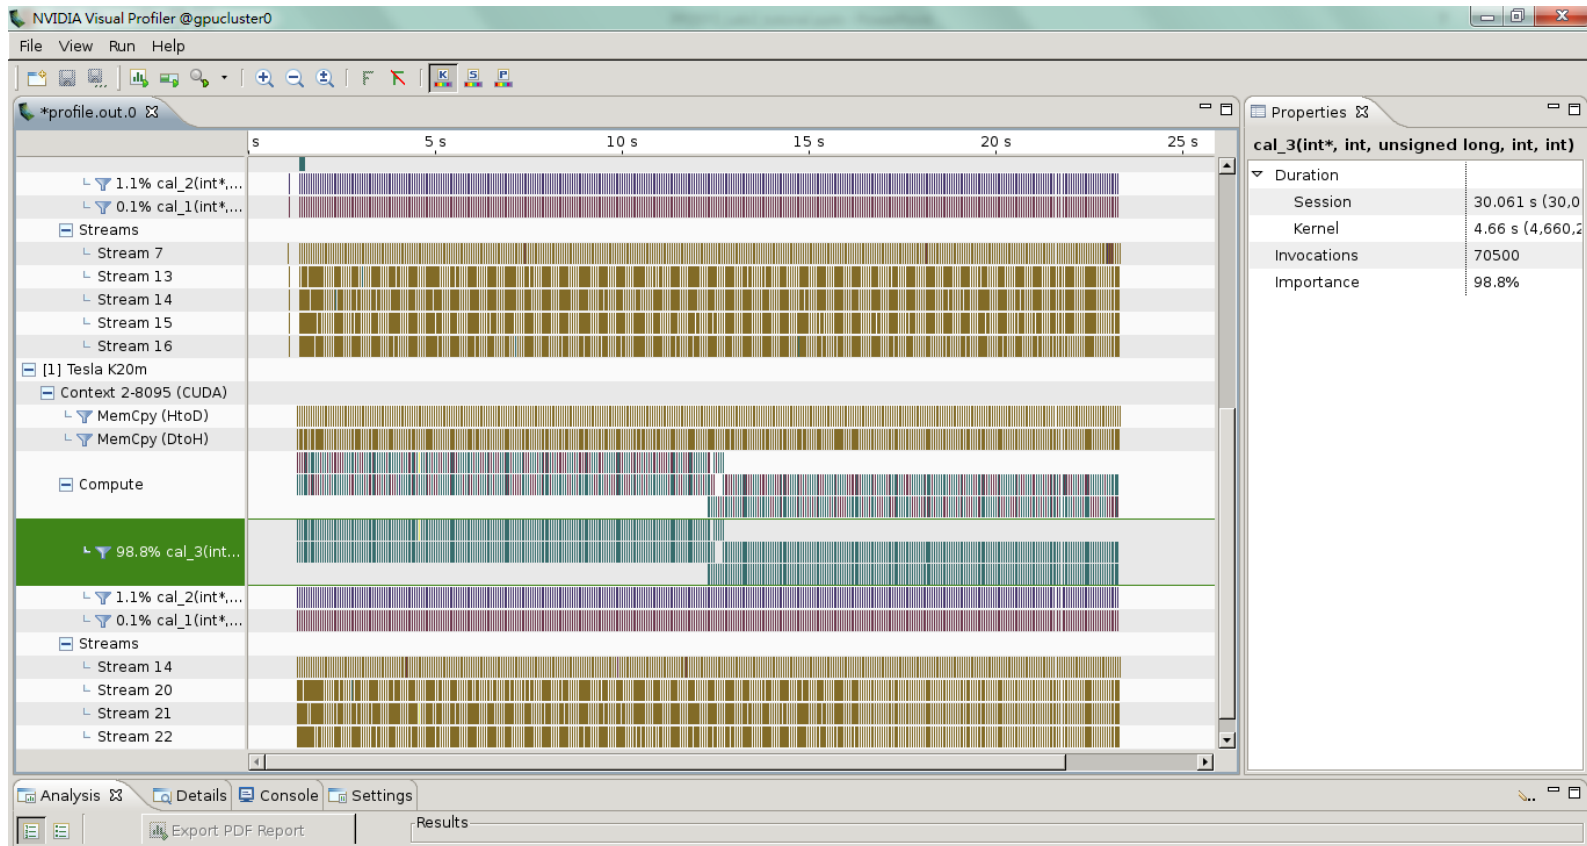 NVIDIA Visual Profiler @gpucluster0
File View Run Help
*profile.out.0
s 5 s 10 s 15 s 20 s 25 s
1.1% cal_2(int*,...
0.1% cal_1(int*,...
Streams
Stream 7
Stream 13
Stream 14
Stream 15
Stream 16
[1] Tesla K20m
Context 2-8095 (CUDA)
MemCpy (HtoD)
MemCpy (DtoH)
Compute
98.8% cal_3(int...
1.1% cal_2(int*,...
0.1% cal_1(int*,...
Streams
Stream 14
Stream 20
Stream 21
Stream 22
Properties
cal_3(int*, int, unsigned long, int, int)
Duration
Session 30.061 s (30,0
Kernel 4.66 s (4,660,2
Invocations 70500
Importance 98.8%
Analysis Details Console Settings
Export PDF Report
Results